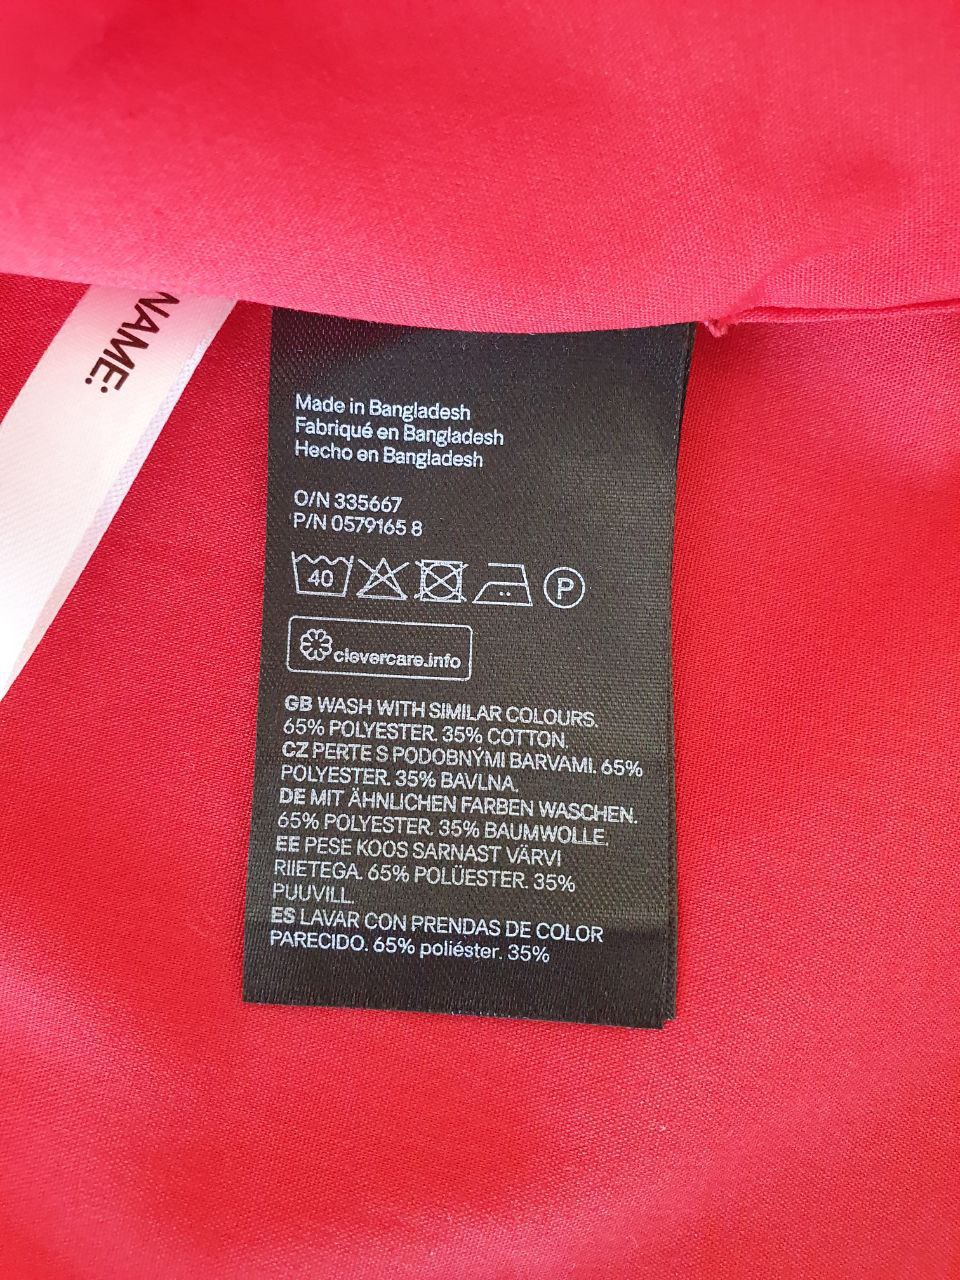 NAME:
Made in Bangladesh
Fabriqué en Bangladesh
Hecho en Bangladesh
O/N 335667
P/N 0579165 8
40 P
clevercare.info
GB WASH WITH SIMILAR COLOURS.
65% POLYESTER. 35% COTTON.
CZ PERTE S PODOBNÝMI BARVAMI. 65%
POLYESTER. 35% BAVLNA.
DE MIT ÄHNLICHEN FARBEN WASCHEN.
65% POLYESTER. 35% BAUMWOLLE.
EE PESE KOOS SARNAST VÄRVI
RIIETEGA. 65% POLÜESTER. 35%
PUUVILL.
ES LAVAR CON PRENDAS DE COLOR
PARECIDO. 65% poliéster. 35%